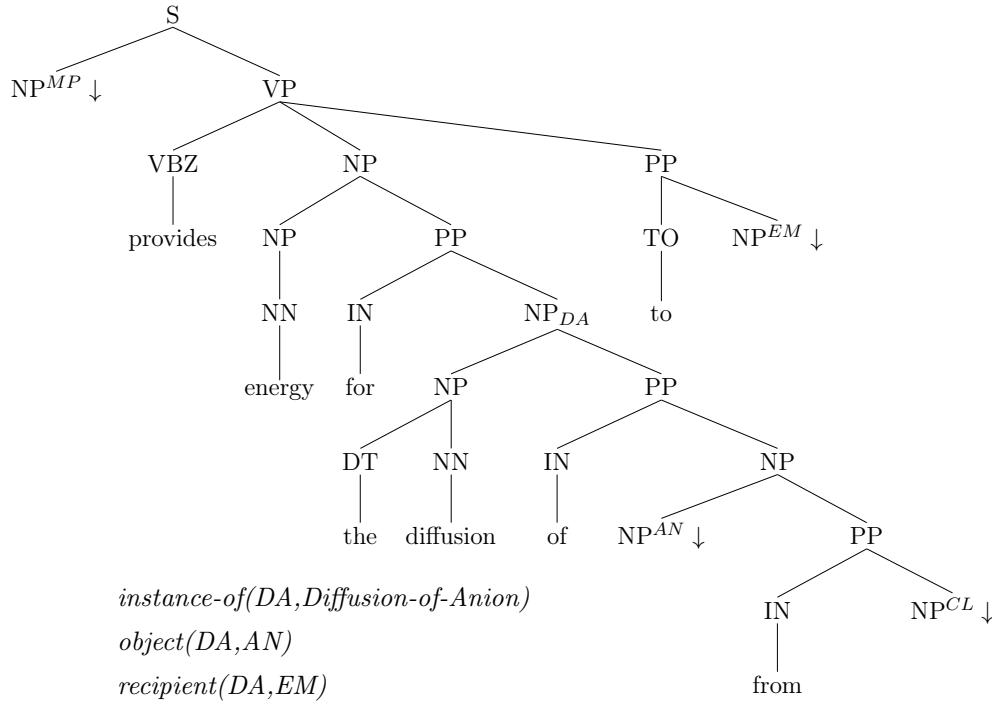 S
NP^{MP} ↓ VP
VBZ NP PP
provides NP PP TO NP^{EM} ↓
NN IN NP_{DA} to
energy for NP PP
DT NN IN NP
the diffusion of NP^{AN} ↓ PP
instance-of(DA,Diffusion-of-Anion) IN NP^{CL} ↓
object(DA,AN)
recipient(DA,EM) from